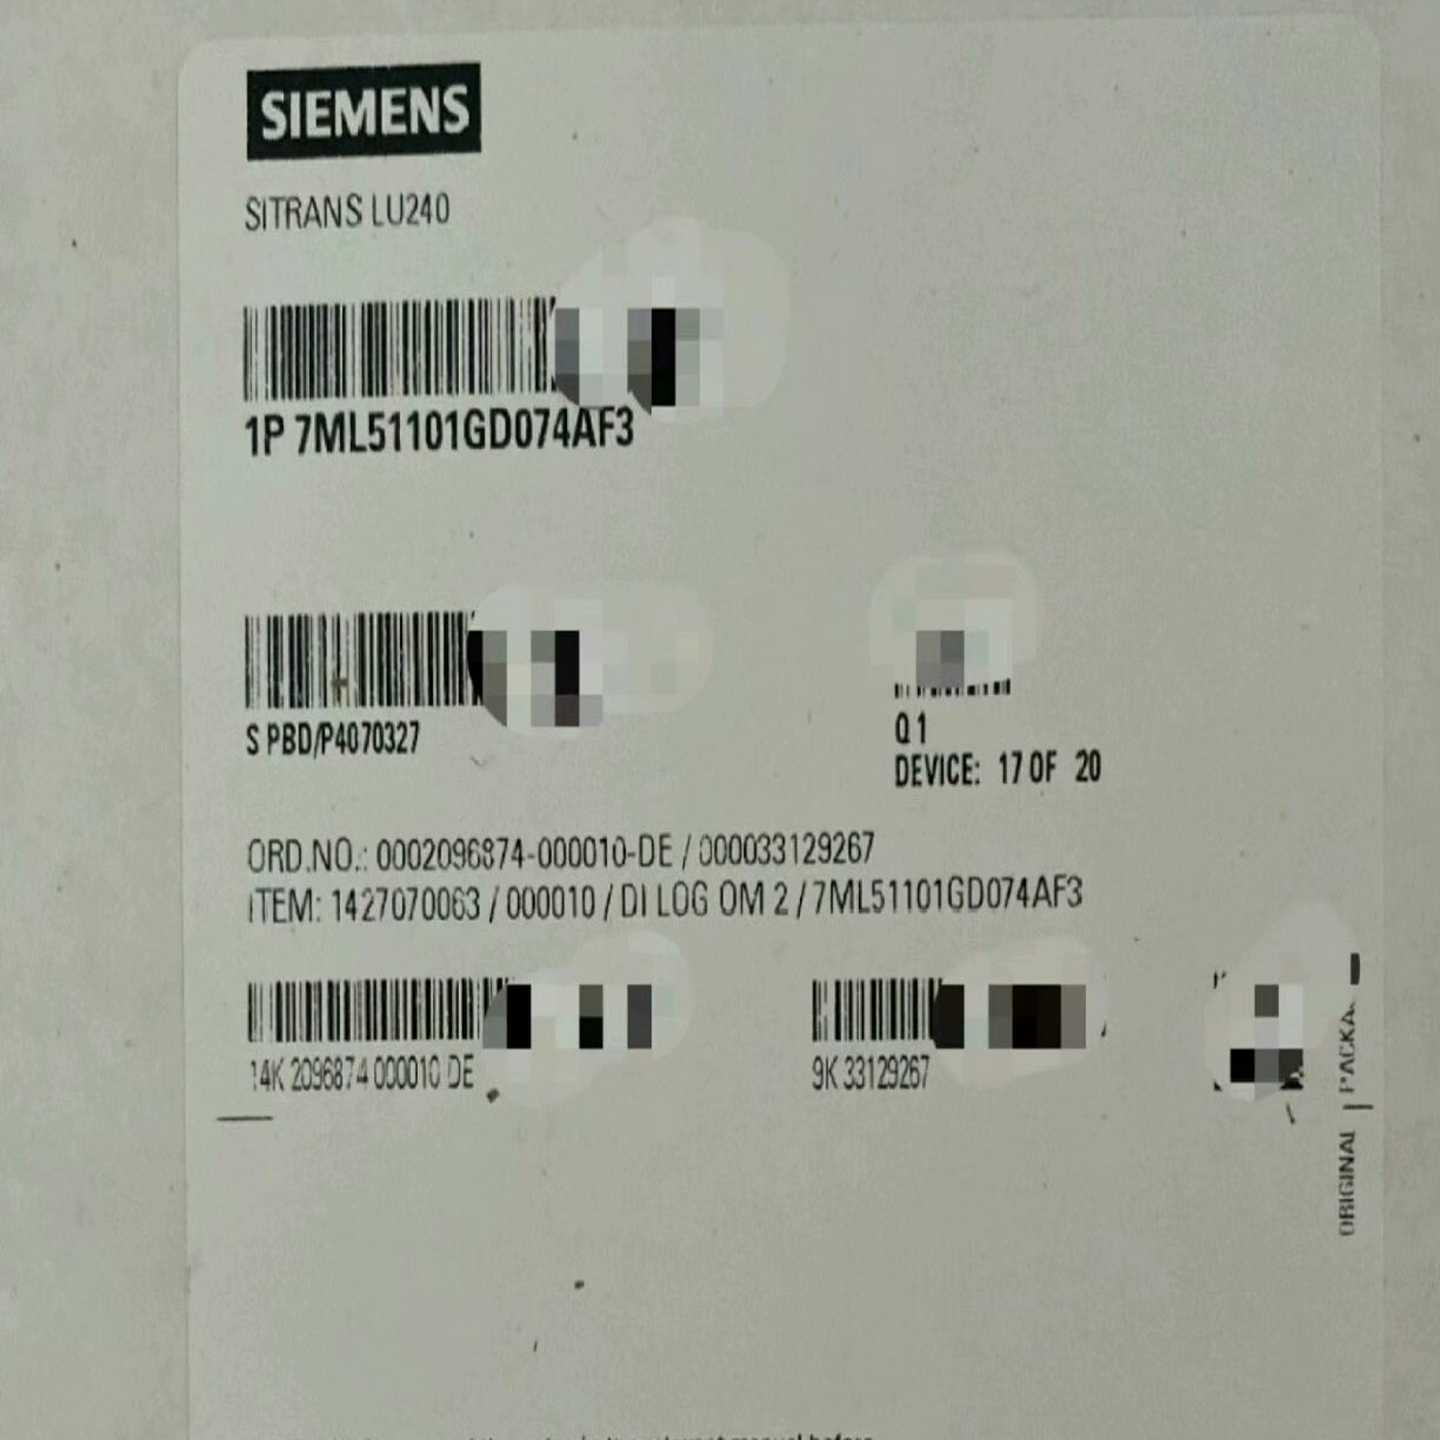 SIEMENS
SITRANS LU240
1P 7ML51101GD074AF3
S PBD/P4070327
Q 1
DEVICE: 17 OF 20
ORD.NO.: 0002096874-000010-DE / 000033129267
ITEM: 1427070063 / 000010 / DI LOG OM 2 / 7ML51101GD074AF3
14K 2096874 000010 DE
9K 33129267
ORIGINAL PACKA